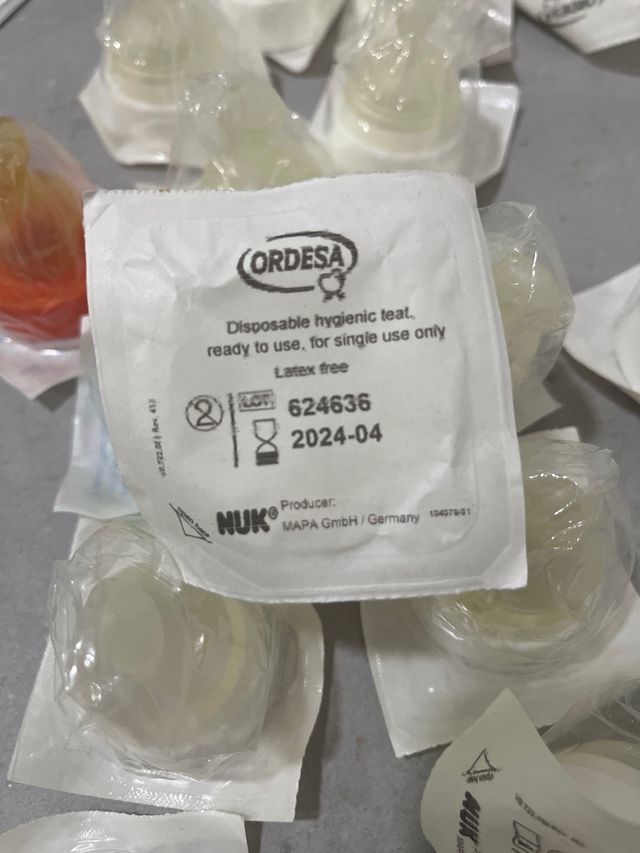 ORDESA
Disposable hygienic teat,
ready to use, for single use only
Latex free
LOT 624636
2024-04
NUK® Producer:
MAPA GmbH / Germany
NUK